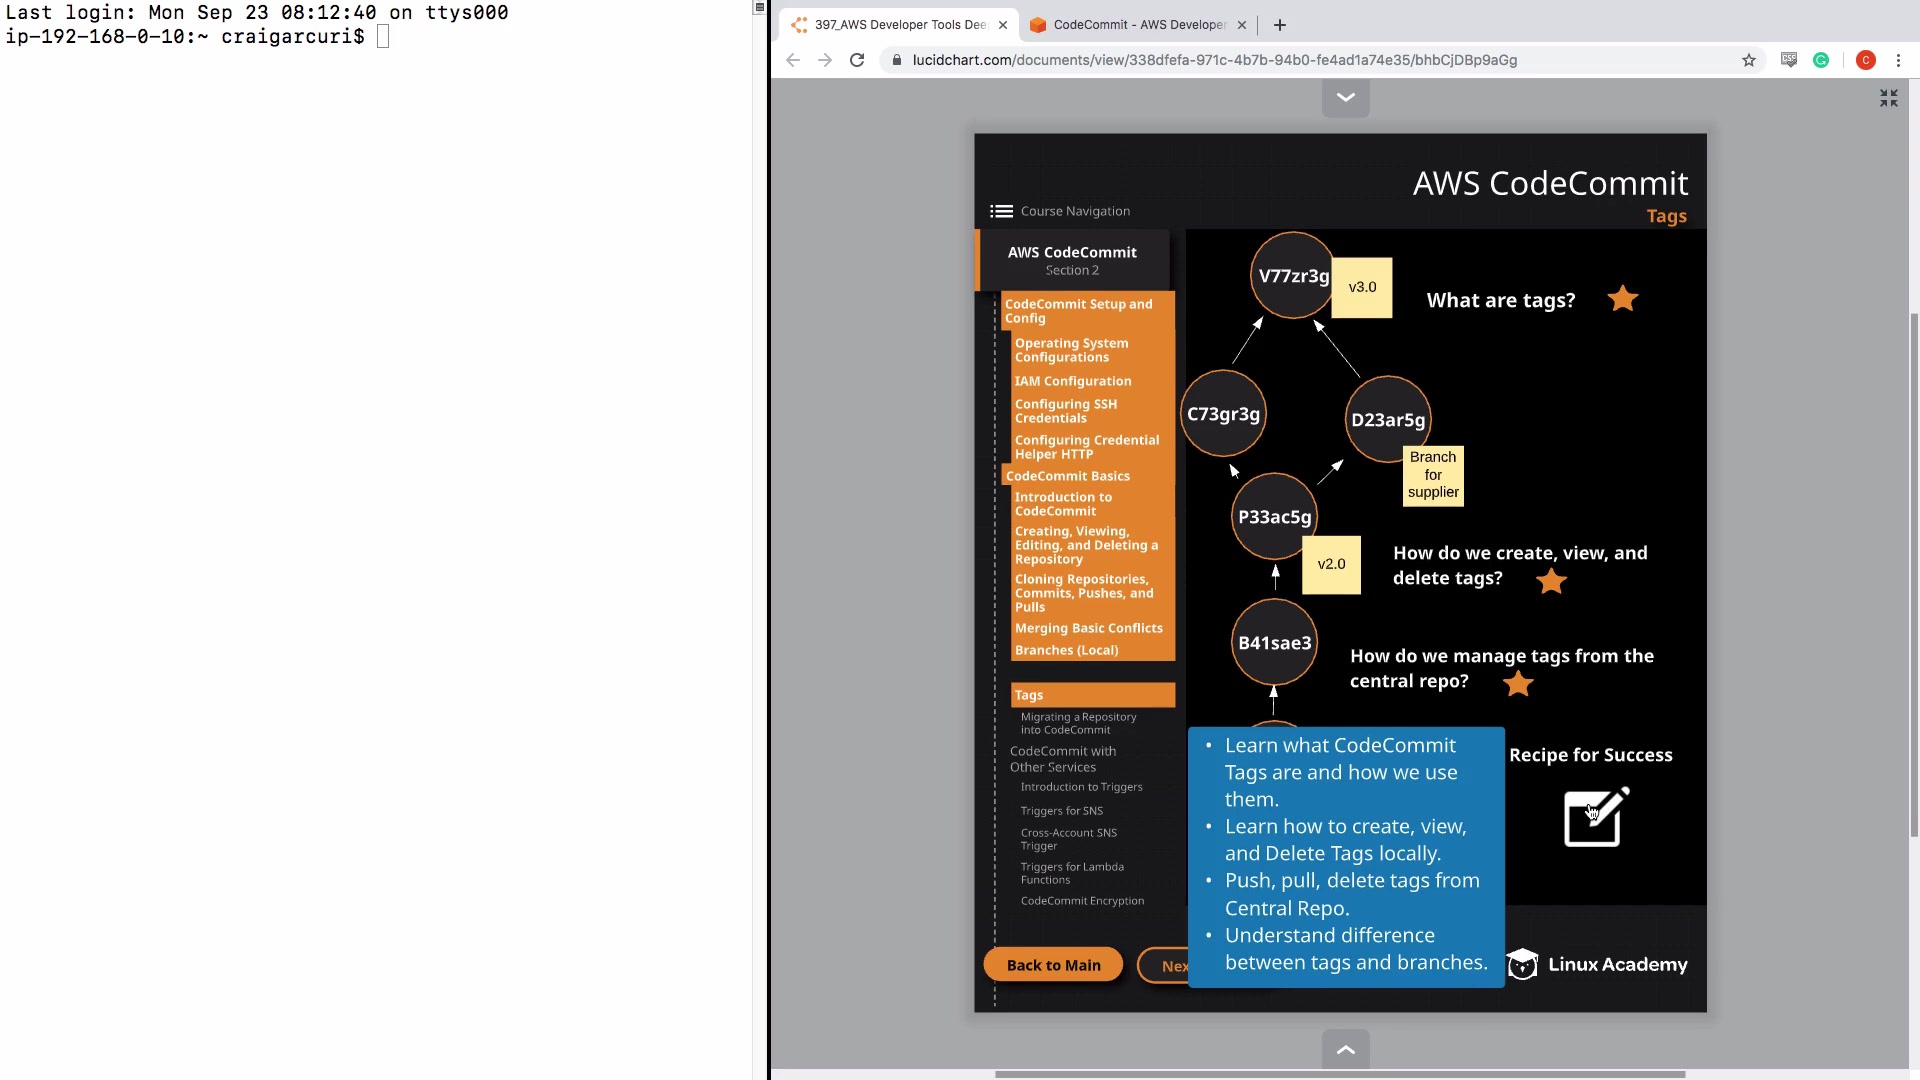 Last login: Mon Sep 23 08:12:40 on ttys000
ip-192-168-0-10:~ craigarcuri$
397_AWS Developer Tools Dee
CodeCommit - AWS Developer
lucidchart.com/documents/view/338dfefa-971c-4b7b-94b0-fe4ad1a74e35/bhbCjDBp9aGg
C
AWS CodeCommit
Tags
Course Navigation
AWS CodeCommit
Section 2
CodeCommit Setup and
Config
Operating System
Configurations
IAM Configuration
Configuring SSH
Credentials
Configuring Credential
Helper HTTP
CodeCommit Basics
Introduction to
CodeCommit
Creating, Viewing,
Editing, and Deleting a
Repository
Cloning Repositories,
Commits, Pushes, and
Pulls
Merging Basic Conflicts
Branches (Local)
Tags
Migrating a Repository
into CodeCommit
CodeCommit with
Other Services
Introduction to Triggers
Triggers for SNS
Cross-Account SNS
Trigger
Triggers for Lambda
Functions
CodeCommit Encryption
Back to Main
Nex
V77zr3g
v3.0
What are tags?
C73gr3g
D23ar5g
Branch
for
supplier
P33ac5g
v2.0
How do we create, view, and
delete tags?
B41sae3
How do we manage tags from the
central repo?
• Learn what CodeCommit
Tags are and how we use
them.
• Learn how to create, view,
and Delete Tags locally.
• Push, pull, delete tags from
Central Repo.
• Understand difference
between tags and branches.
Recipe for Success
Linux Academy